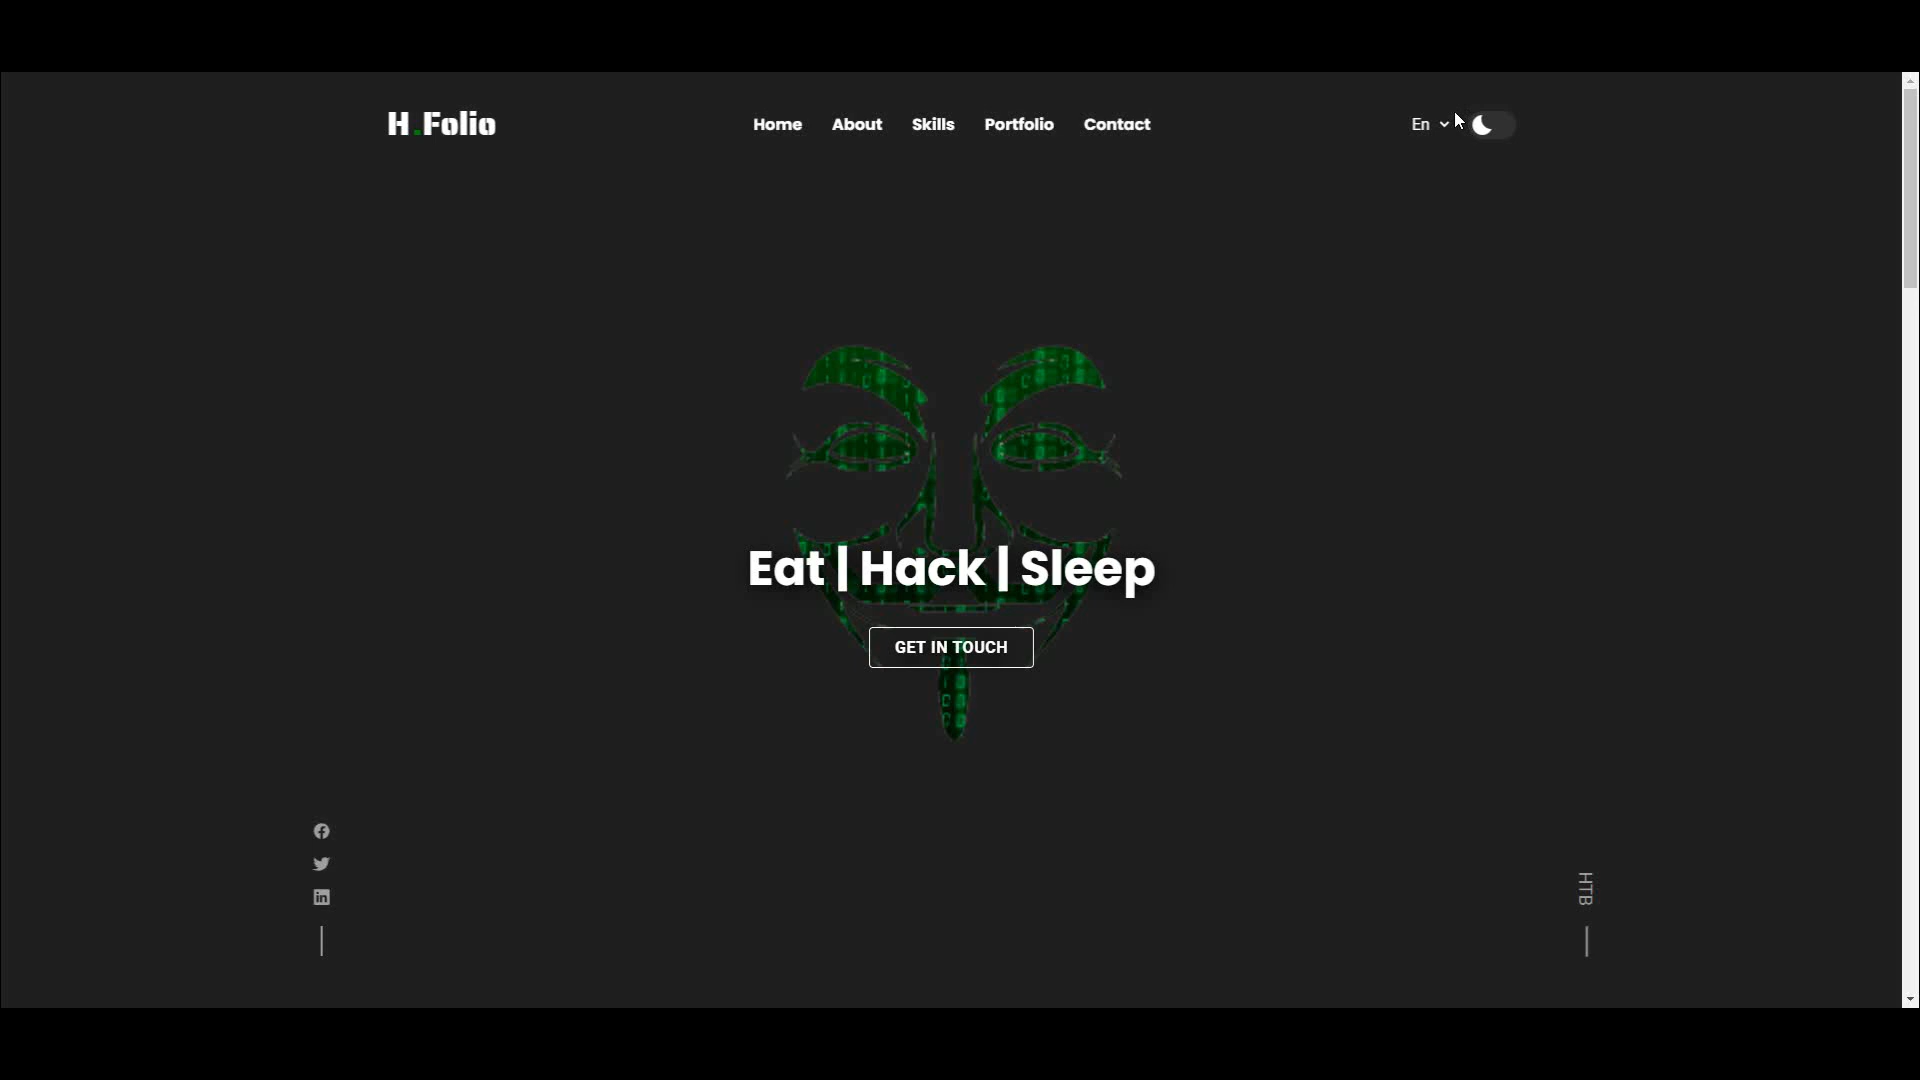 H.Folio
Home About Skills Portfolio Contact
En
Eat | Hack | Sleep
GET IN TOUCH
HTB